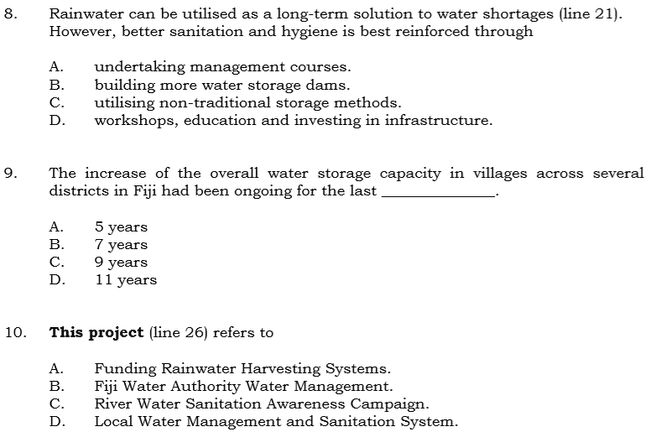 8. Rainwater can be utilised as a long-term solution to water shortages (line 21).
However, better sanitation and hygiene is best reinforced through
A. undertaking management courses.
B. building more water storage dams.
C. utilising non-traditional storage methods.
D. workshops, education and investing in infrastructure.
9. The increase of the overall water storage capacity in villages across several
districts in Fiji had been ongoing for the last ______________.
A. 5 years
B. 7 years
C. 9 years
D. 11 years
10. This project (line 26) refers to
A. Funding Rainwater Harvesting Systems.
B. Fiji Water Authority Water Management.
C. River Water Sanitation Awareness Campaign.
D. Local Water Management and Sanitation System.